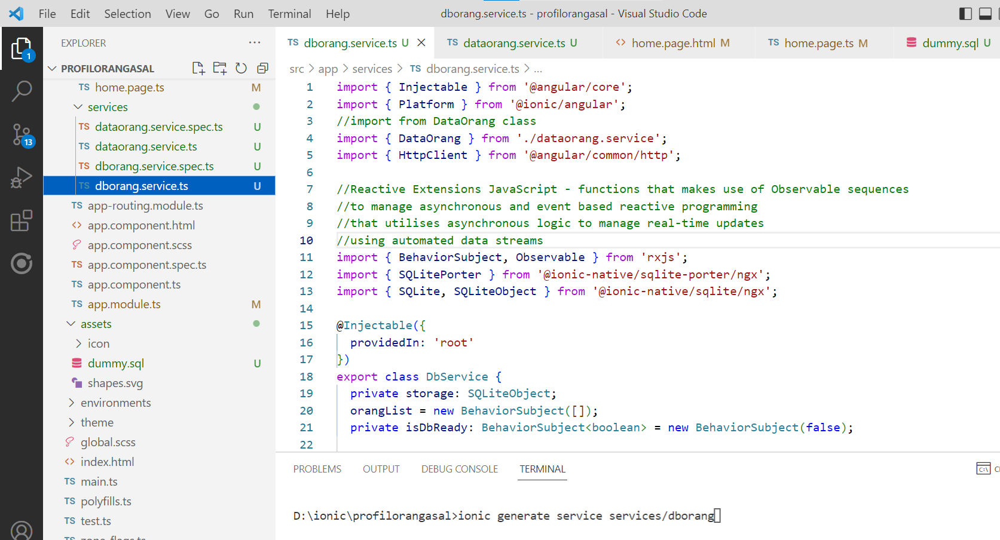 File Edit Selection View Go Run Terminal Help
dborang.service.ts - profilorangasal - Visual Studio Code
1
13
EXPLORER ...
PROFILORANGASAL
TS home.page.ts M
services
TS dataorang.service.spec.ts U
TS dataorang.service.ts U
TS dborang.service.spec.ts U
TS dborang.service.ts U
TS app-routing.module.ts
<> app.component.html
app.component.scss
TS app.component.spec.ts
TS app.component.ts
TS app.module.ts M
assets
icon
dummy.sql U
shapes.svg
environments
theme
global.scss
<> index.html
TS main.ts
TS polyfills.ts
TS test.ts
TS zone-flags.ts
TS dborang.service.ts U
TS dataorang.service.ts U
<> home.page.html M
TS home.page.ts M
dummy.sql U
src > app > services > TS dborang.service.ts > ...
1 import { Injectable } from '@angular/core';
2 import { Platform } from '@ionic/angular';
3 //import from DataOrang class
4 import { DataOrang } from './dataorang.service';
5 import { HttpClient } from '@angular/common/http';
6
7 //Reactive Extensions JavaScript - functions that makes use of Observable sequences
8 //to manage asynchronous and event based reactive programming
9 //that utilises asynchronous logic to manage real-time updates
10 //using automated data streams
11 import { BehaviorSubject, Observable } from 'rxjs';
12 import { SQLitePorter } from '@ionic-native/sqlite-porter/ngx';
13 import { SQLite, SQLiteObject } from '@ionic-native/sqlite/ngx';
14
15 @Injectable({
16 providedIn: 'root'
17 })
18 export class DbService {
19 private storage: SQLiteObject;
20 orangList = new BehaviorSubject([]);
21 private isDbReady: BehaviorSubject<boolean> = new BehaviorSubject(false);
22
PROBLEMS OUTPUT DEBUG CONSOLE TERMINAL
D:\ionic\profilorangasal>ionic generate service services/dborang